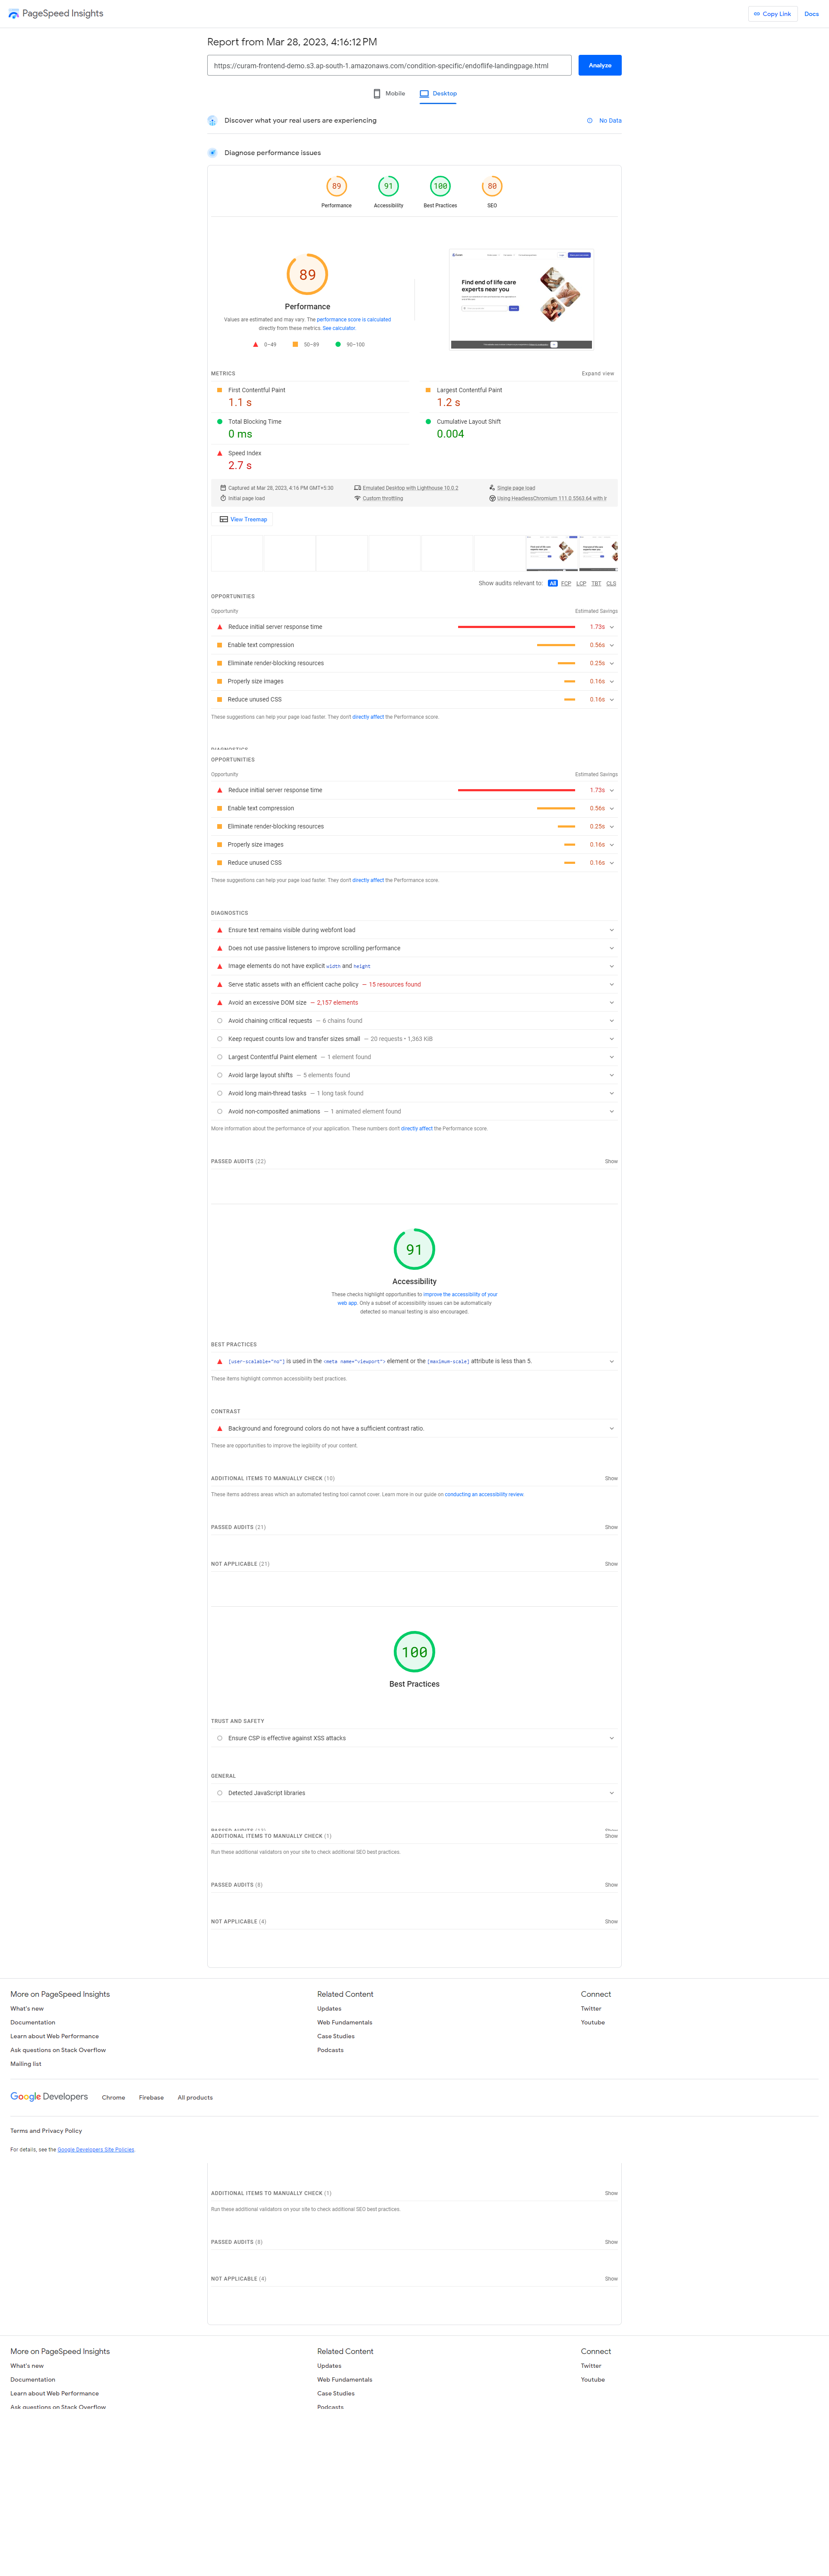 PageSpeed Insights
Copy Link
Docs
Report from Mar 28, 2023, 4:16:12 PM
https://curam-frontend-demo.s3.ap-south-1.amazonaws.com/condition-specific/endoflife-landingpage.html
Analyze
Mobile
Desktop
Discover what your real users are experiencing
No Data
Diagnose performance issues
89
91
100
80
Performance
Accessibility
Best Practices
SEO
89
Performance
Values are estimated and may vary. The performance score is calculated
directly from these metrics. See calculator.
0–49
50–89
90–100
Find end of life care
experts near you
METRICS
Expand view
First Contentful Paint
1.1 s
Largest Contentful Paint
1.2 s
Total Blocking Time
0 ms
Cumulative Layout Shift
0.004
Speed Index
2.7 s
Captured at Mar 28, 2023, 4:16 PM GMT+5:30
Emulated Desktop with Lighthouse 10.0.2
Single page load
Initial page load
Custom throttling
Using HeadlessChromium 111.0.5563.64 with lr
View Treemap
Show audits relevant to:
All
FCP
LCP
TBT
CLS
OPPORTUNITIES
Opportunity
Estimated Savings
Reduce initial server response time
1.73s
Enable text compression
0.56s
Eliminate render-blocking resources
0.25s
Properly size images
0.16s
Reduce unused CSS
0.16s
These suggestions can help your page load faster. They don't directly affect the Performance score.
DIAGNOSTICS
OPPORTUNITIES
Opportunity
Estimated Savings
Reduce initial server response time
1.73s
Enable text compression
0.56s
Eliminate render-blocking resources
0.25s
Properly size images
0.16s
Reduce unused CSS
0.16s
These suggestions can help your page load faster. They don't directly affect the Performance score.
DIAGNOSTICS
Ensure text remains visible during webfont load
Does not use passive listeners to improve scrolling performance
Image elements do not have explicit width and height
Serve static assets with an efficient cache policy — 15 resources found
Avoid an excessive DOM size — 2,157 elements
Avoid chaining critical requests — 6 chains found
Keep request counts low and transfer sizes small — 20 requests • 1,363 KiB
Largest Contentful Paint element — 1 element found
Avoid large layout shifts — 5 elements found
Avoid long main-thread tasks — 1 long task found
Avoid non-composited animations — 1 animated element found
More information about the performance of your application. These numbers don't directly affect the Performance score.
PASSED AUDITS (22)
Show
91
Accessibility
These checks highlight opportunities to improve the accessibility of your
web app. Only a subset of accessibility issues can be automatically
detected so manual testing is also encouraged.
BEST PRACTICES
[user-scalable="no"] is used in the <meta name="viewport"> element or the [maximum-scale] attribute is less than 5.
These items highlight common accessibility best practices.
CONTRAST
Background and foreground colors do not have a sufficient contrast ratio.
These are opportunities to improve the legibility of your content.
ADDITIONAL ITEMS TO MANUALLY CHECK (10)
Show
These items address areas which an automated testing tool cannot cover. Learn more in our guide on conducting an accessibility review.
PASSED AUDITS (21)
Show
NOT APPLICABLE (21)
Show
100
Best Practices
TRUST AND SAFETY
Ensure CSP is effective against XSS attacks
GENERAL
Detected JavaScript libraries
ADDITIONAL ITEMS TO MANUALLY CHECK (1)
Show
Run these additional validators on your site to check additional SEO best practices.
PASSED AUDITS (8)
Show
NOT APPLICABLE (4)
Show
More on PageSpeed Insights
What's new
Documentation
Learn about Web Performance
Ask questions on Stack Overflow
Mailing list
Related Content
Updates
Web Fundamentals
Case Studies
Podcasts
Connect
Twitter
Youtube
Google Developers
Chrome
Firebase
All products
Terms and Privacy Policy
For details, see the Google Developers Site Policies.
ADDITIONAL ITEMS TO MANUALLY CHECK (1)
Show
Run these additional validators on your site to check additional SEO best practices.
PASSED AUDITS (8)
Show
NOT APPLICABLE (4)
Show
More on PageSpeed Insights
What's new
Documentation
Learn about Web Performance
Ask questions on Stack Overflow
Related Content
Updates
Web Fundamentals
Case Studies
Podcasts
Connect
Twitter
Youtube